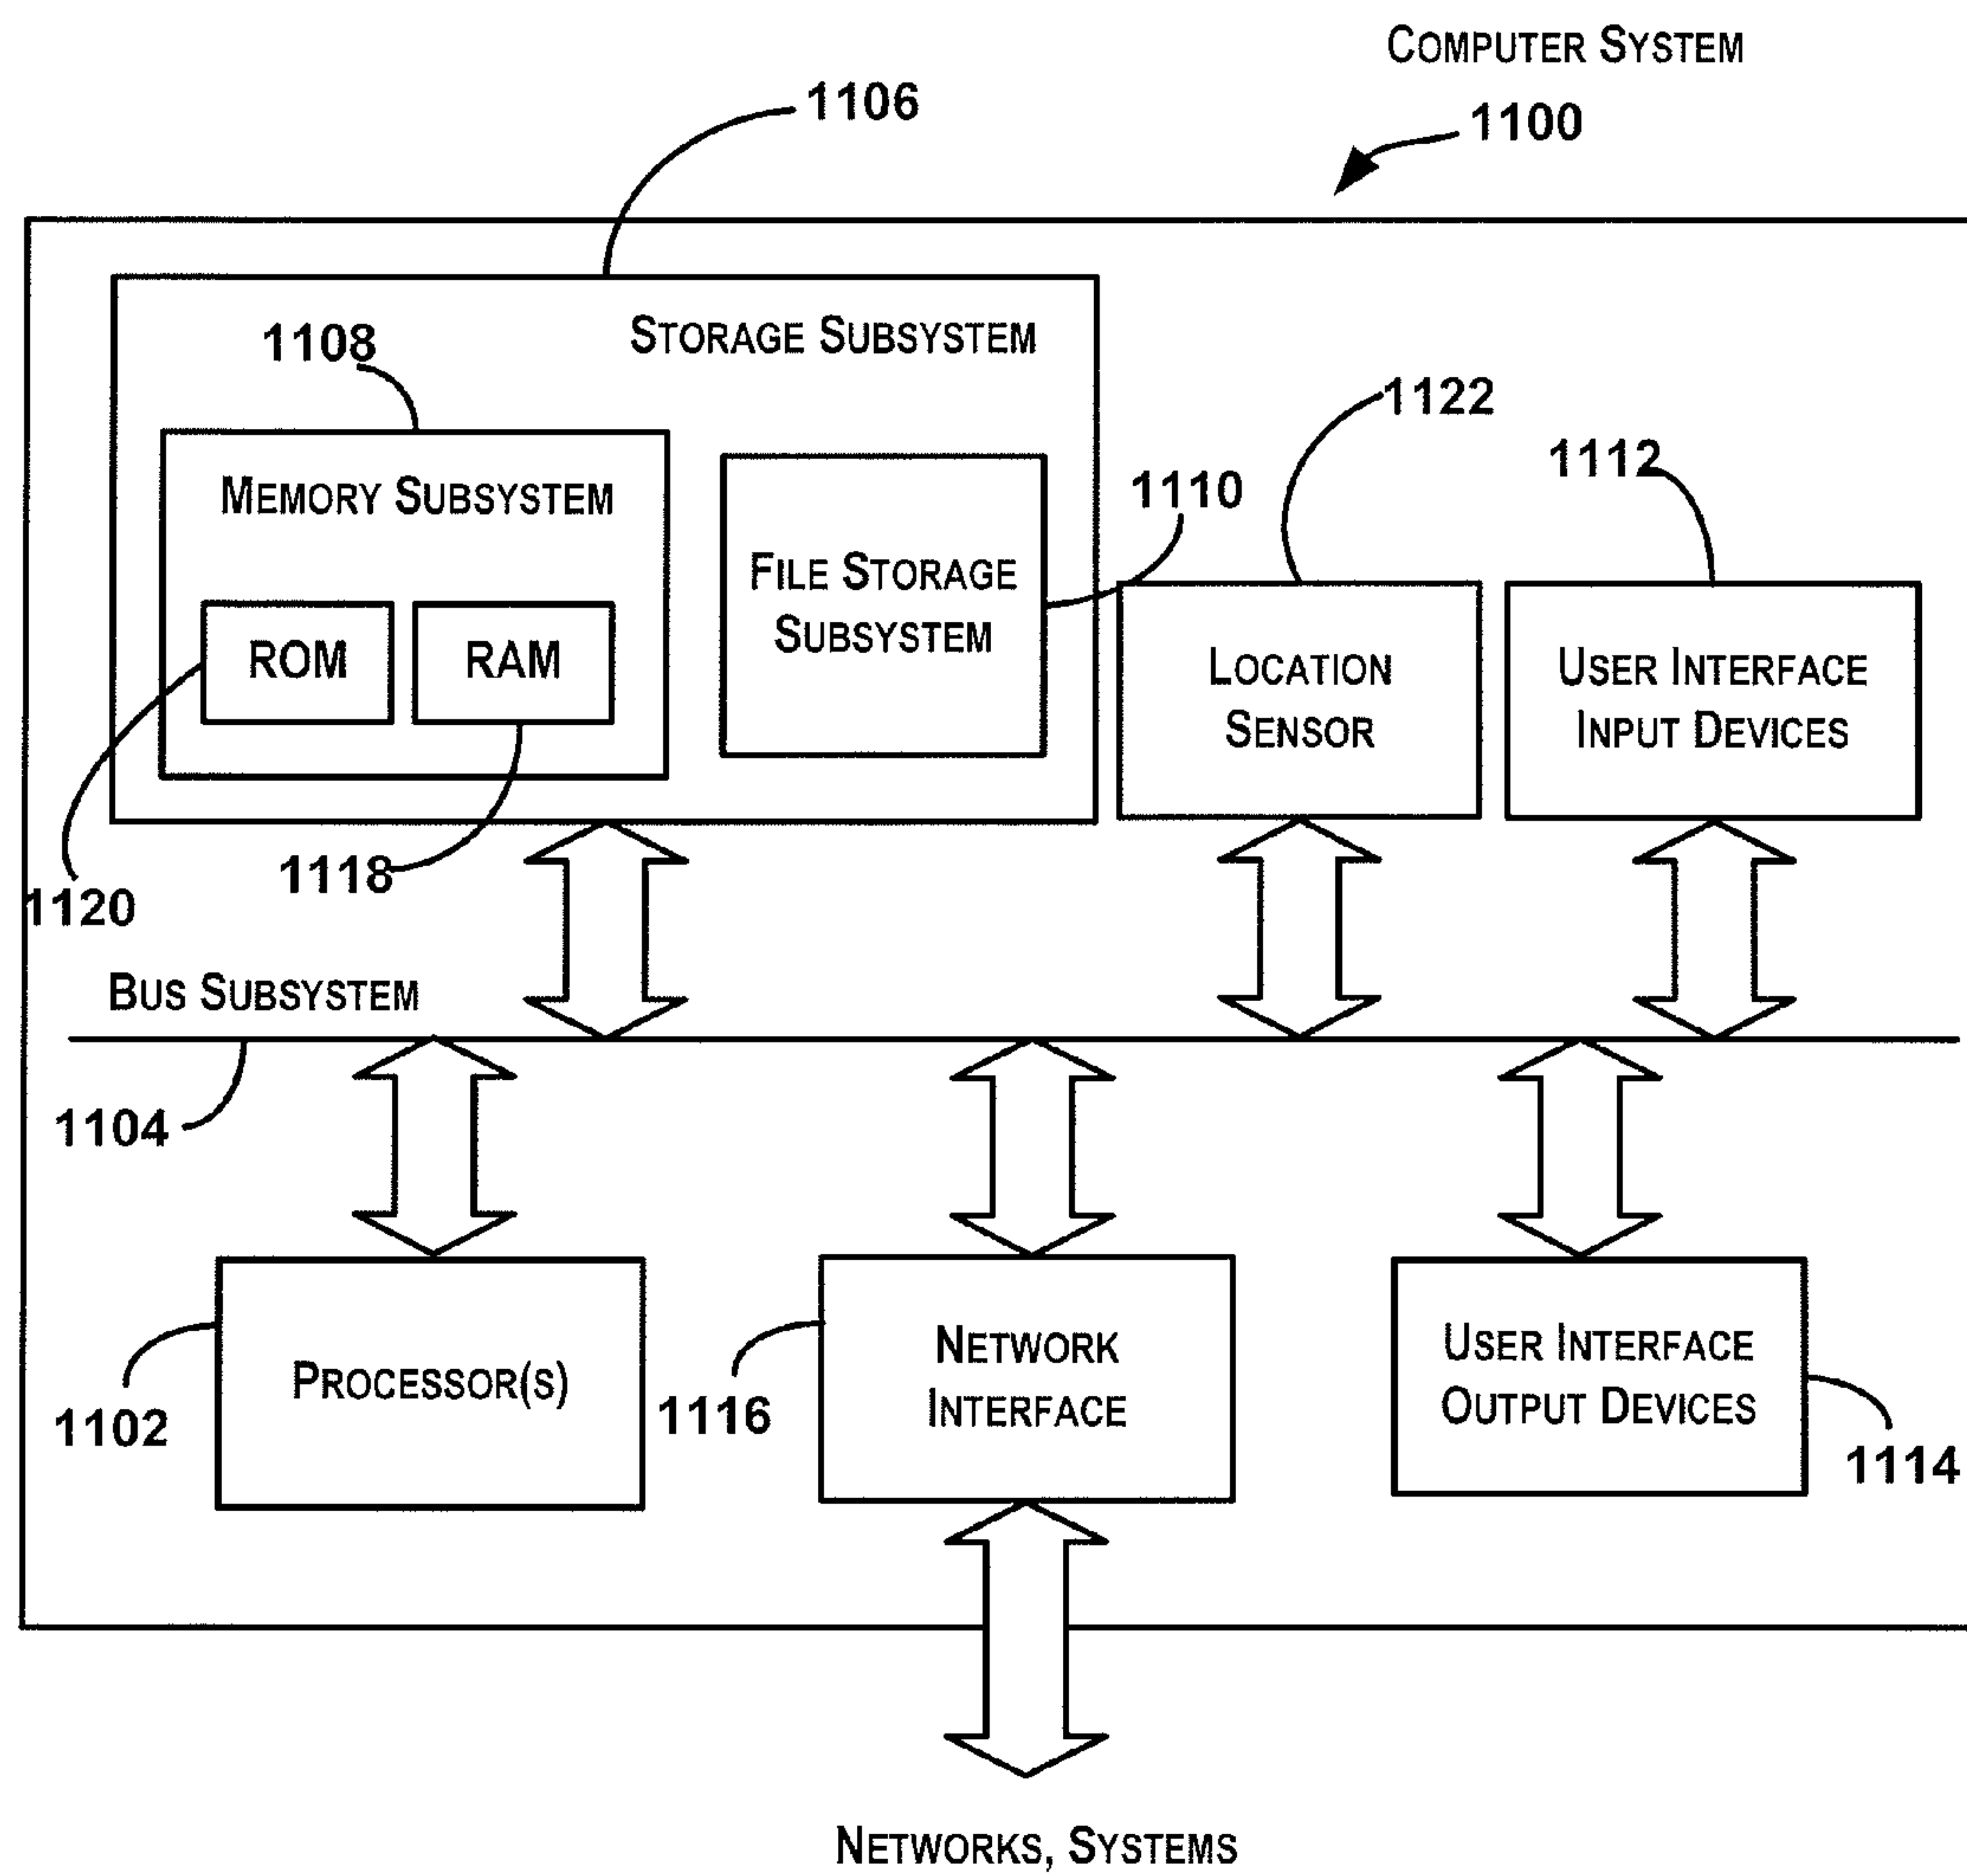 COMPUTER SYSTEM
1106
1100
STORAGE SUBSYSTEM
1108
1122
1112
MEMORY SUBSYSTEM
1110
FILE STORAGE
SUBSYSTEM
ROM
RAM
LOCATION
SENSOR
USER INTERFACE
INPUT DEVICES
1118
1120
BUS SUBSYSTEM
1104
PROCESSOR(S)
1102
NETWORK
INTERFACE
1116
USER INTERFACE
OUTPUT DEVICES
1114
NETWORKS, SYSTEMS